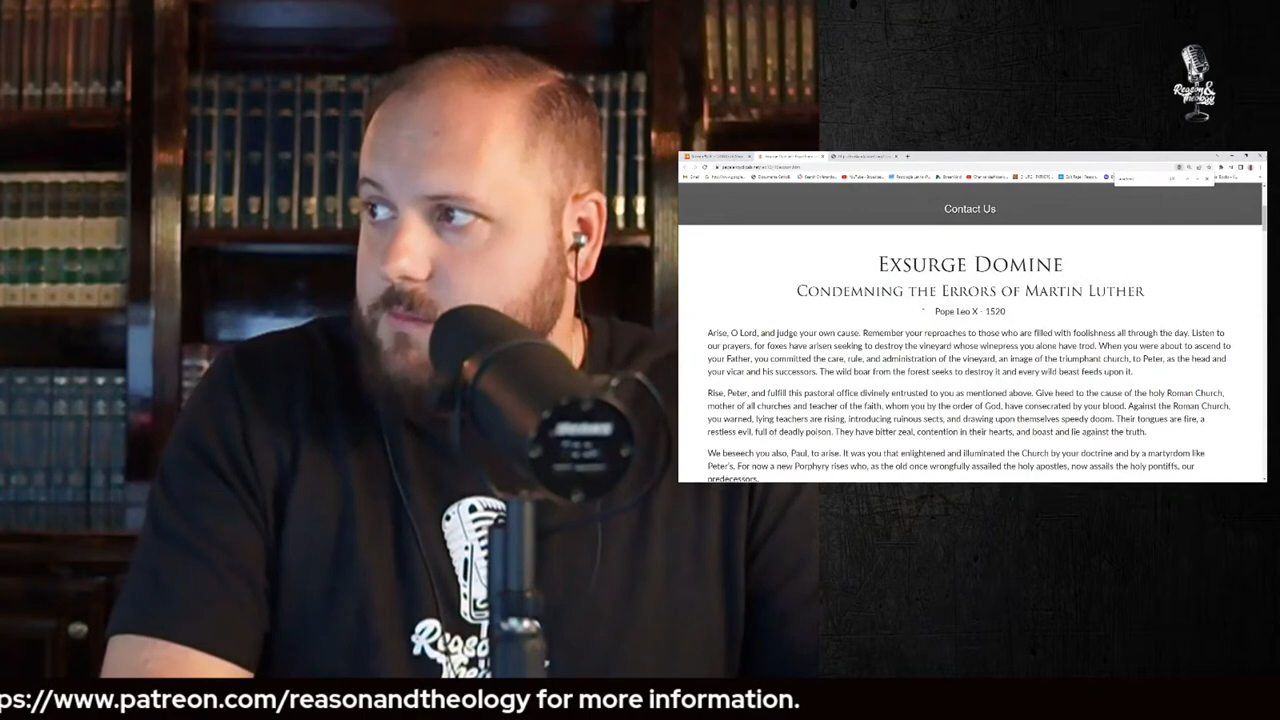 Reason &
Theology
Contact Us
Exsurge Domine
Condemning the Errors of Martin Luther
Pope Leo X - 1520
Arise, O Lord, and judge your own cause. Remember your reproaches to those who are filled with foolishness all through the day. Listen to
our prayers, for foxes have arisen seeking to destroy the vineyard whose winepress you alone have trod. When you were about to ascend to
your Father, you committed the care, rule, and administration of the vineyard, an image of the triumphant church, to Peter, as the head and
your vicar and his successors. The wild boar from the forest seeks to destroy it and every wild beast feeds upon it.
Rise, Peter, and fulfill this pastoral office divinely entrusted to you as mentioned above. Give heed to the cause of the holy Roman Church,
mother of all churches and teacher of the faith, whom you by the order of God, have consecrated by your blood. Against the Roman Church,
you warned, lying teachers are rising, introducing ruinous sects, and drawing upon themselves speedy doom. Their tongues are fire, a
restless evil, full of deadly poison. They have bitter zeal, contention in their hearts, and boast and lie against the truth.
We beseech you also, Paul, to arise. It was you that enlightened and illuminated the Church by your doctrine and by a martyrdom like
Peter's. For now a new Porphyry rises who, as the old once wrongfully assailed the holy apostles, now assails the holy pontiffs, our
predecessors.
ps://www.patreon.com/reasonandtheology for more information.